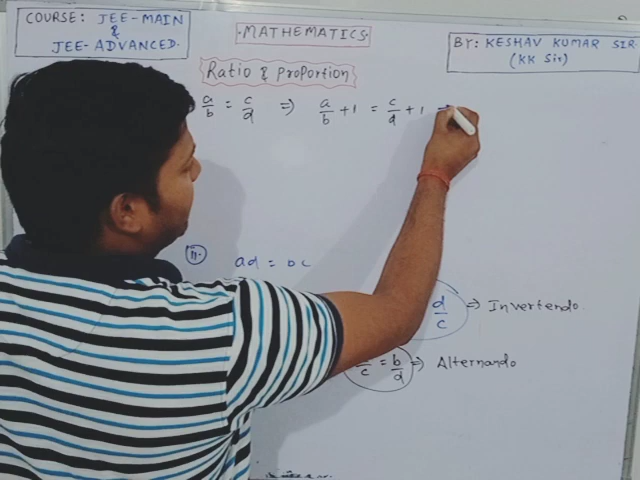 COURSE: JEE-MAIN
&
JEE-ADVANCED.
MATHEMATICS
BY: KESHAV KUMAR SIR
(KK Sir)
Ratio & Proportion
a/b = c/d ⇒ a/b + 1 = c/d + 1
II. ad = bc
d/c ⇒ Invertendo
c = b/d ⇒ Alternando